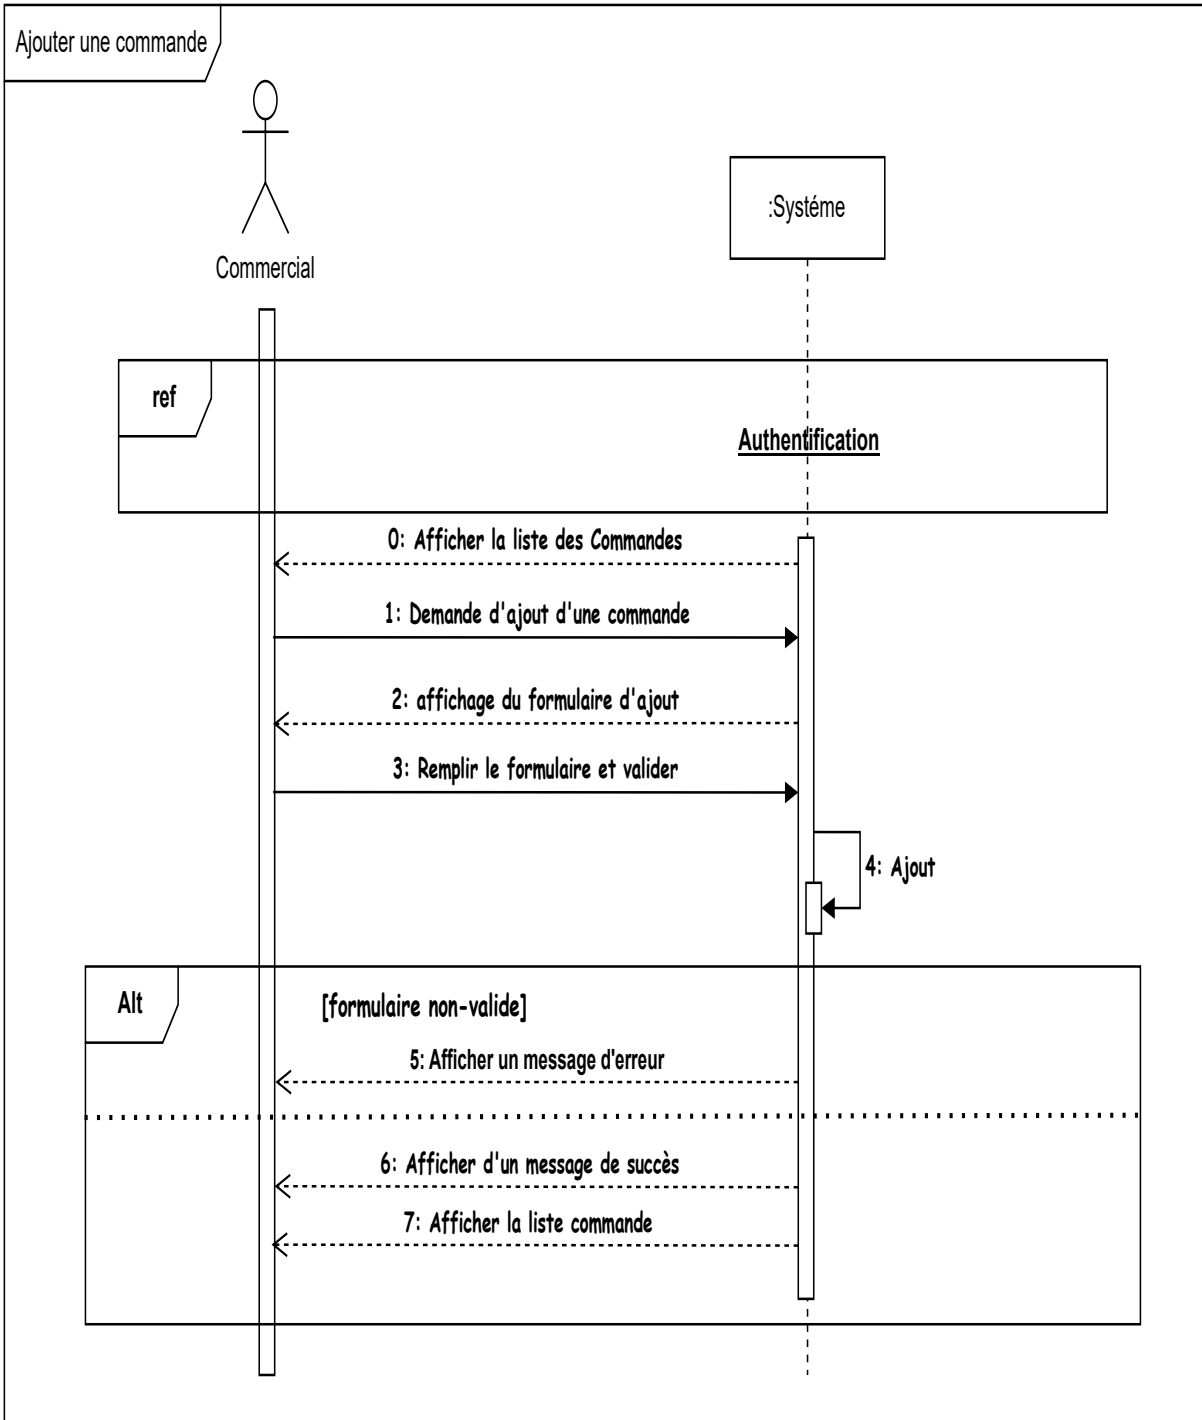 Ajouter une commande
:Systéme
Commercial
ref
Authentification
0: Afficher la liste des Commandes
1: Demande d'ajout d'une commande
2: affichage du formulaire d'ajout
3: Remplir le formulaire et valider
4: Ajout
Alt
[formulaire non-valide]
5: Afficher un message d'erreur
6: Afficher d'un message de succès
7: Afficher la liste commande